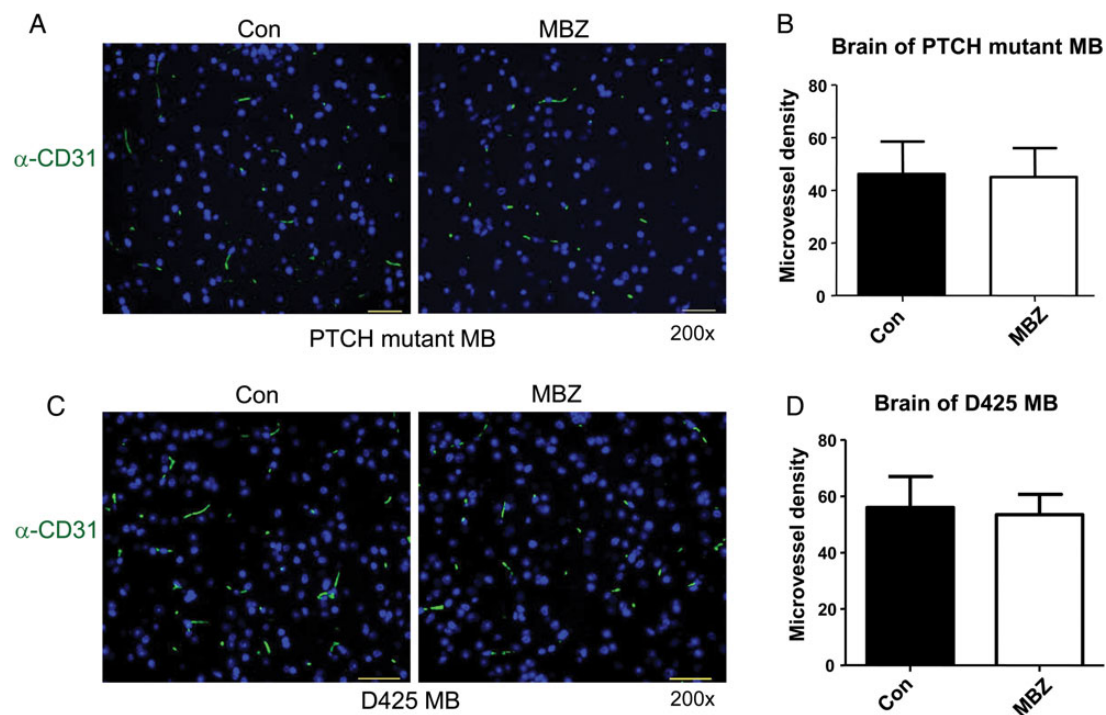 A
Con
MBZ
α-CD31
PTCH mutant MB
200x
B
Brain of PTCH mutant MB
Microvessel density
80
60
40
20
0
Con
MBZ
C
Con
MBZ
α-CD31
D425 MB
200x
D
Brain of D425 MB
Microvessel density
80
60
40
20
0
Con
MBZ